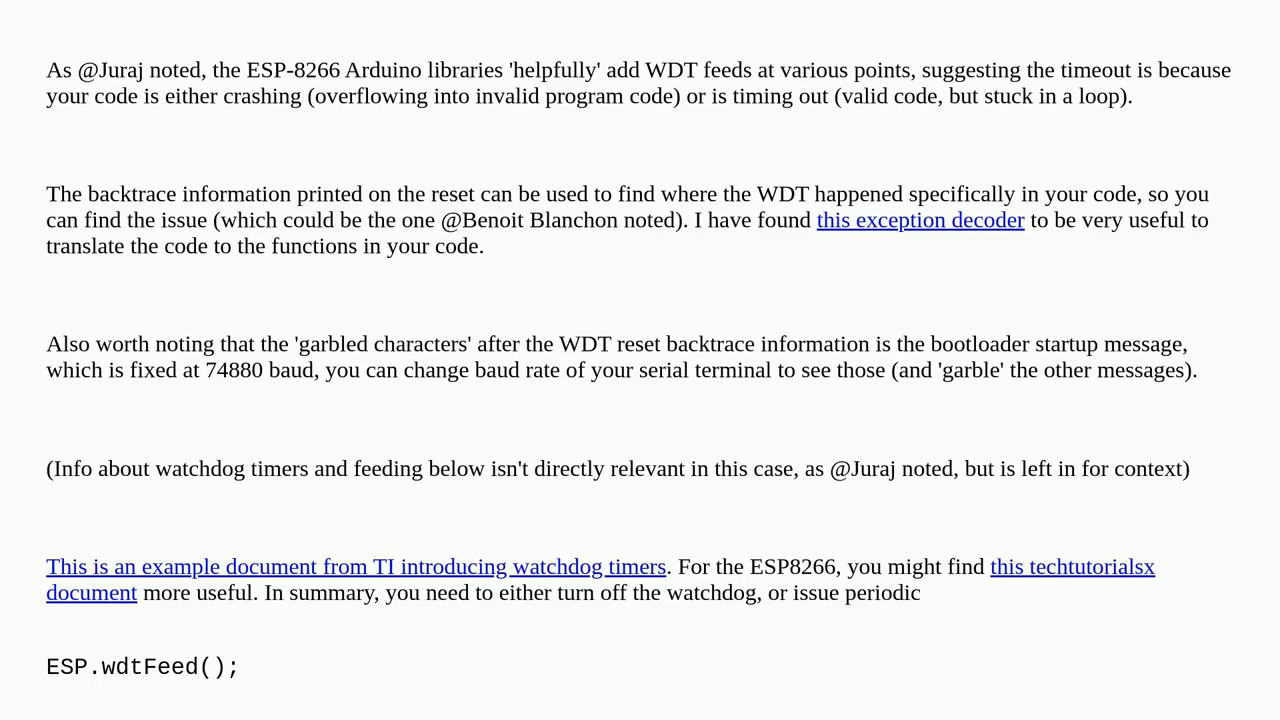 As @Juraj noted, the ESP-8266 Arduino libraries 'helpfully' add WDT feeds at various points, suggesting the timeout is because
your code is either crashing (overflowing into invalid program code) or is timing out (valid code, but stuck in a loop).
The backtrace information printed on the reset can be used to find where the WDT happened specifically in your code, so you
can find the issue (which could be the one @Benoit Blanchon noted). I have found this exception decoder to be very useful to
translate the code to the functions in your code.
Also worth noting that the 'garbled characters' after the WDT reset backtrace information is the bootloader startup message,
which is fixed at 74880 baud, you can change baud rate of your serial terminal to see those (and 'garble' the other messages).
(Info about watchdog timers and feeding below isn't directly relevant in this case, as @Juraj noted, but is left in for context)
This is an example document from TI introducing watchdog timers. For the ESP8266, you might find this techtutorialsx
document more useful. In summary, you need to either turn off the watchdog, or issue periodic
ESP.wdtFeed();